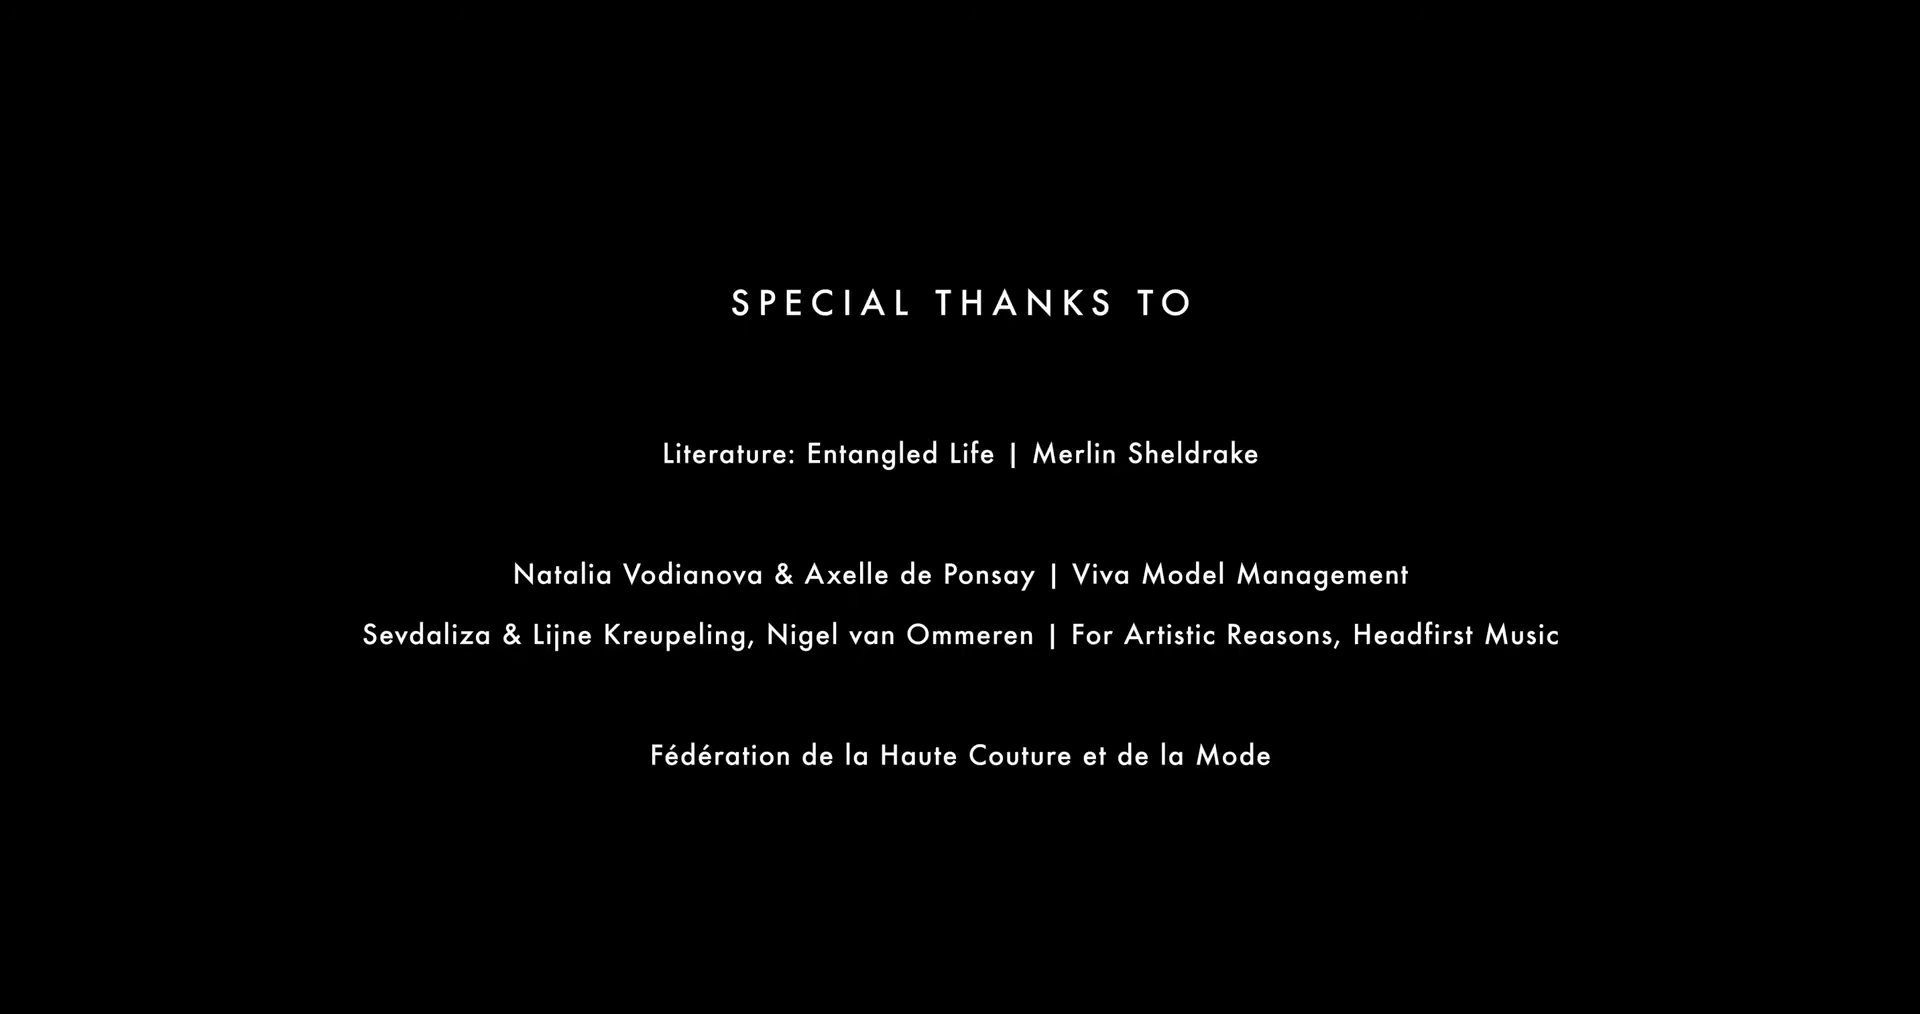 SPECIAL THANKS TO
Literature: Entangled Life | Merlin Sheldrake
Natalia Vodianova & Axelle de Ponsay | Viva Model Management
Sevdaliza & Lijne Kreupeling, Nigel van Ommeren | For Artistic Reasons, Headfirst Music
Fédération de la Haute Couture et de la Mode